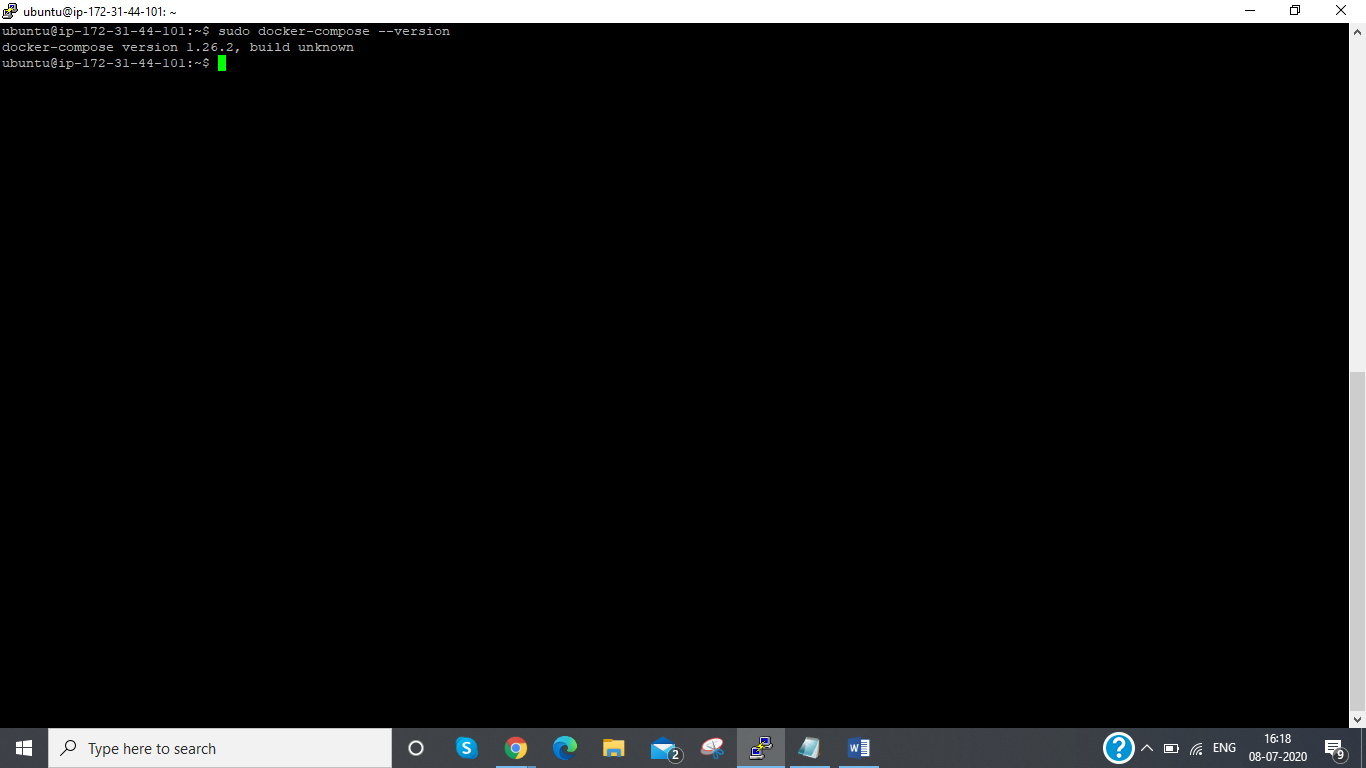 ubuntu@ip-172-31-44-101: ~
ubuntu@ip-172-31-44-101:~$ sudo docker-compose --version
docker-compose version 1.26.2, build unknown
ubuntu@ip-172-31-44-101:~$
Type here to search
2
ENG
16:18
08-07-2020
9